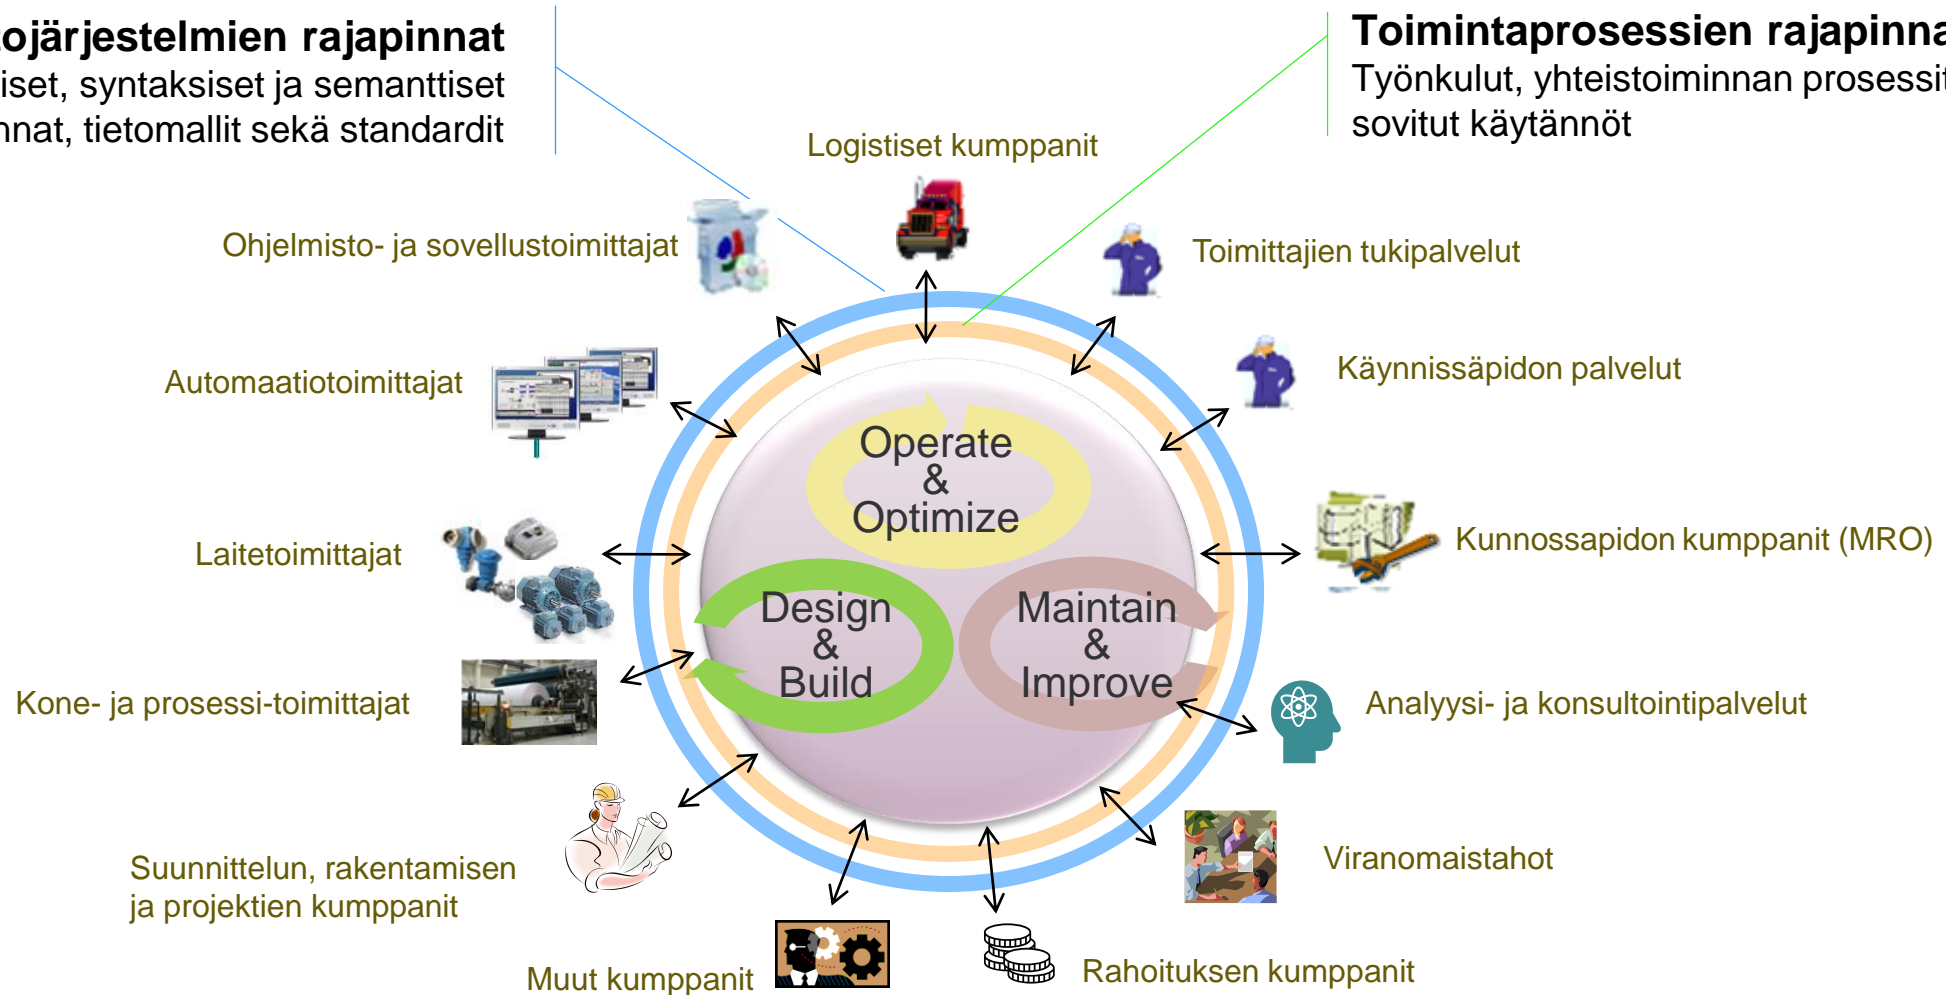 tojärjestelmien rajapinnat
iset, syntaksiset ja semanttiset
nnat, tietomallit sekä standardit
Toimintaprosessien rajapinna
Työnkulut, yhteistoiminnan prosessit
sovitut käytännöt
Logistiset kumppanit
Ohjelmisto- ja sovellustoimittajat
Toimittajien tukipalvelut
Automaatiotoimittajat
Käynnissäpidon palvelut
Operate
&
Optimize
Laitetoimittajat
Kunnossapidon kumppanit (MRO)
Design
&
Build
Maintain
&
Improve
Kone- ja prosessi-toimittajat
Analyysi- ja konsultointipalvelut
Suunnittelun, rakentamisen
ja projektien kumppanit
Viranomaistahot
Muut kumppanit
Rahoituksen kumppanit